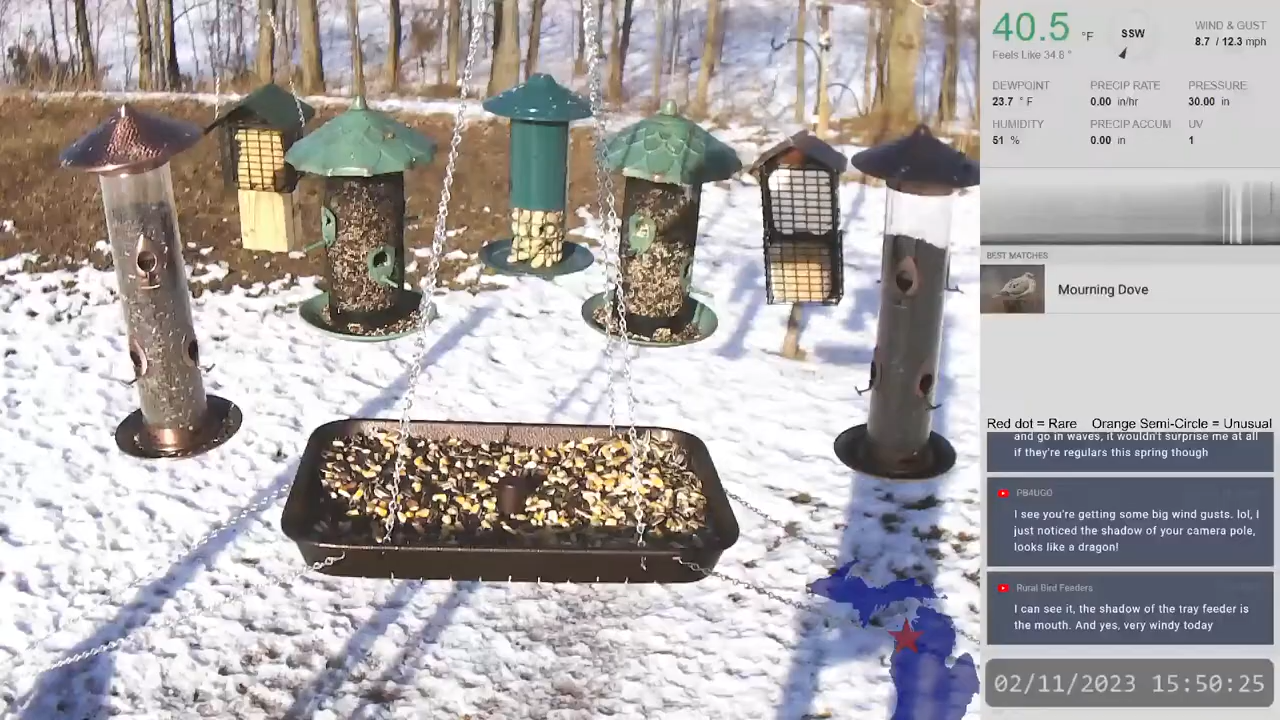 40.5 °F
Feels Like 34.8 °
SSW
WIND & GUST
8.7 / 12.3 mph
DEWPOINT
23.7 ° F
PRECIP RATE
0.00 in/hr
PRESSURE
30.00 in
HUMIDITY
51 %
PRECIP ACCUM
0.00 in
UV
1
BEST MATCHES
Mourning Dove
Red dot = Rare Orange Semi-Circle = Unusual
and go in waves, it wouldn't surprise me at all
if they're regulars this spring though
PB4UGO
I see you're getting some big wind gusts. lol, I
just noticed the shadow of your camera pole,
looks like a dragon!
Rural Bird Feeders
I can see it, the shadow of the tray feeder is
the mouth. And yes, very windy today
02/11/2023 15:50:25